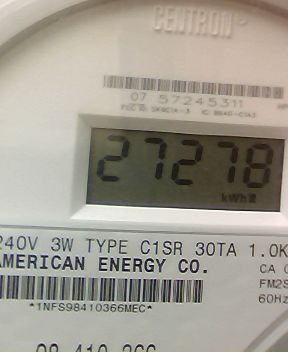 CENTRON
07 57245311
27278
kWh
240V 3W TYPE C1SR 30TA 1.0K
AMERICAN ENERGY CO.
CA
FM2S
60Hz
*1NFS98410366MEC*